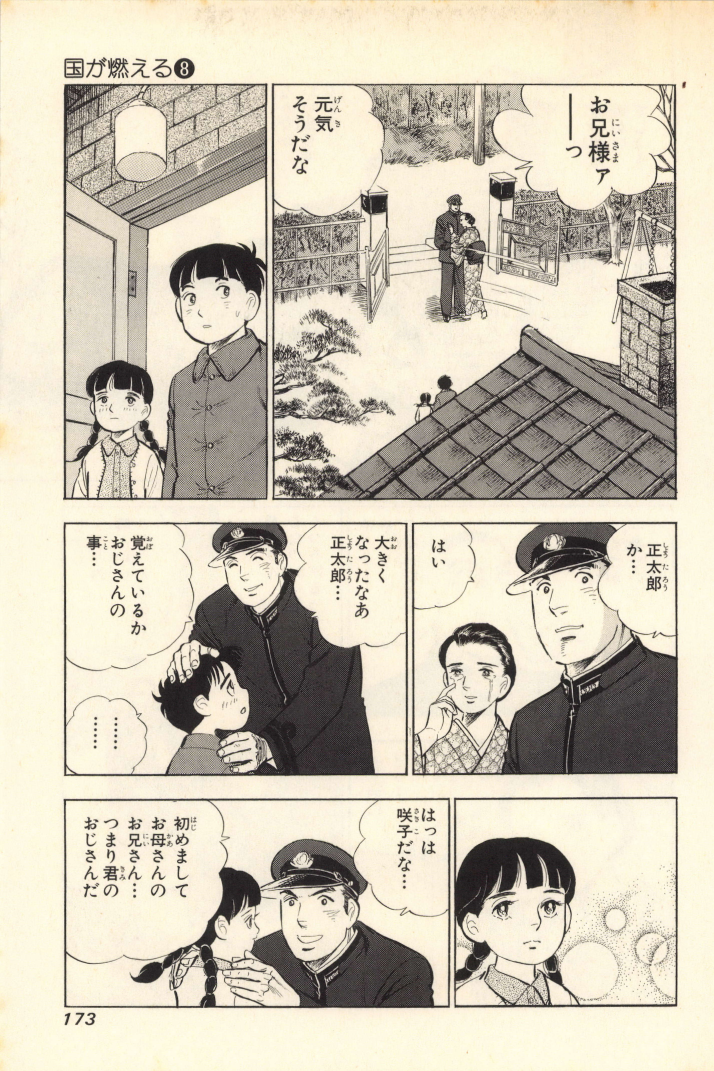 国が燃える8
お兄様ァ
──っ
元気
そうだな
正太郎
か…
はい
大きく
なったなあ
正太郎…
覚えているか
おじさんの
事…
……
……
はっは
咲子だな…
初めまして
お母さんの
お兄さん…
つまり君の
おじさんだ
173